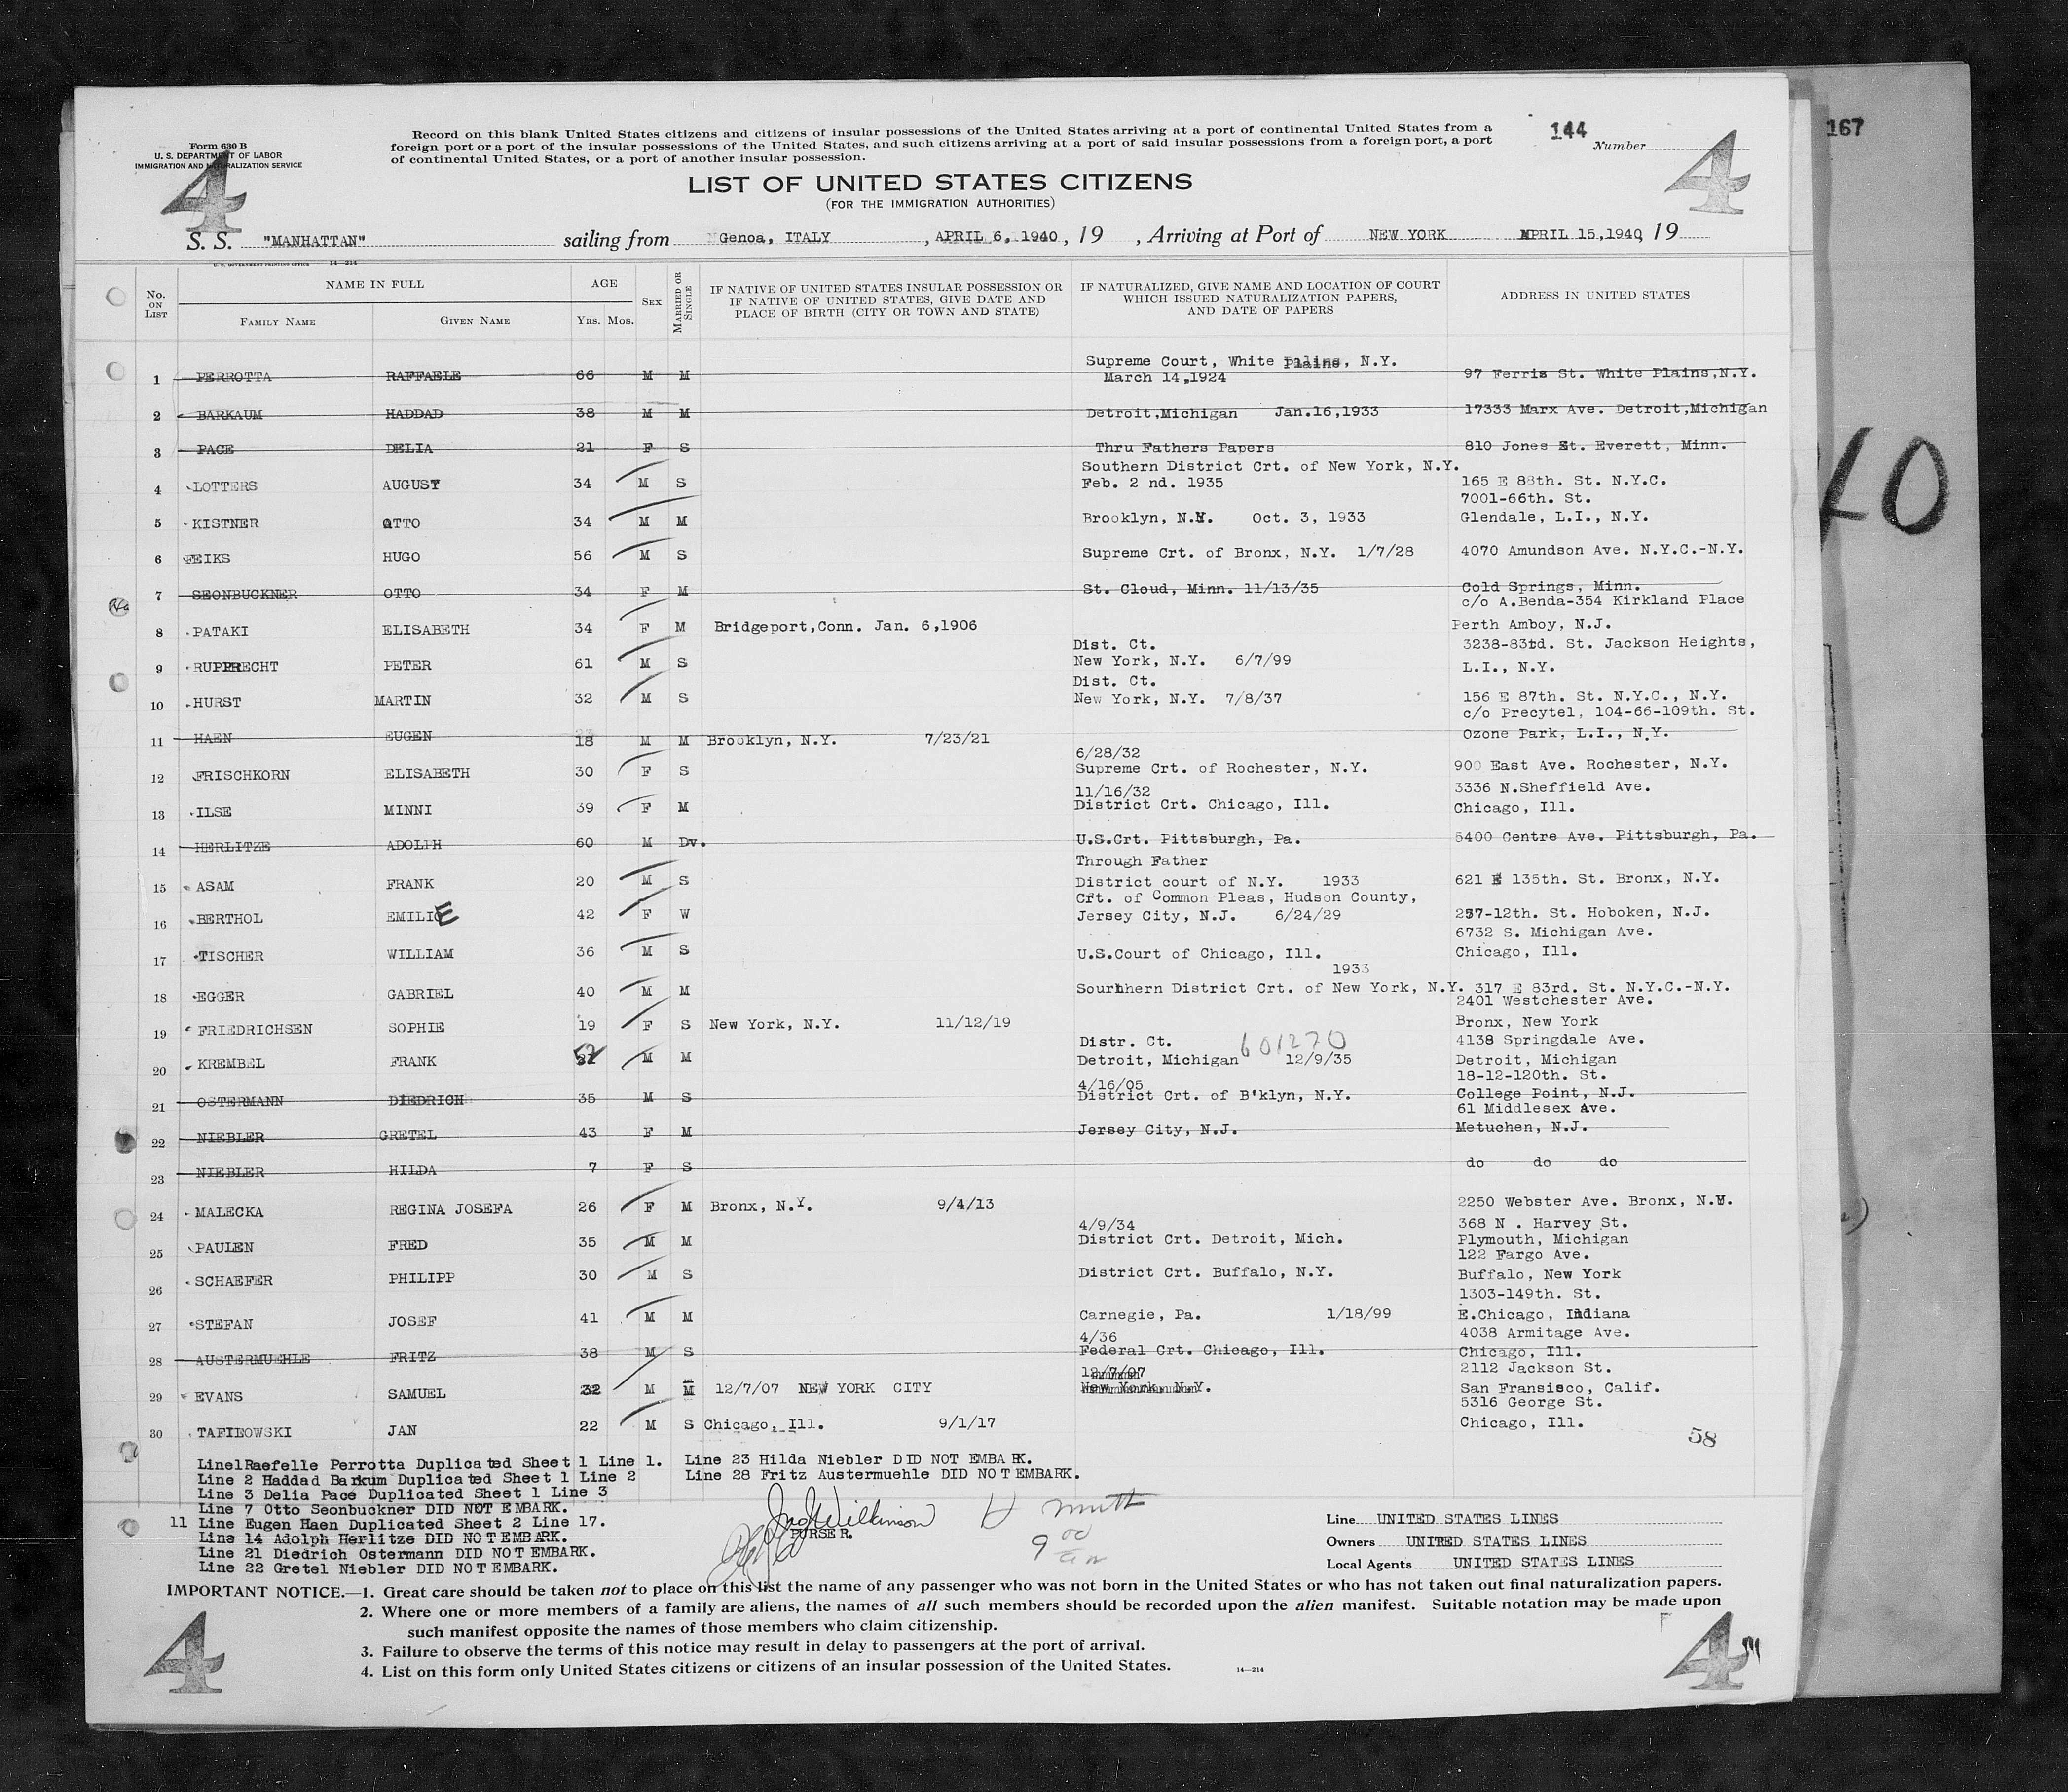 Form 630 B
U. S. DEPARTMENT OF LABOR
IMMIGRATION AND NATURALIZATION SERVICE
4
Record on this blank United States citizens and citizens of insular possessions of the United States arriving at a port of continental United States from a
foreign port or a port of the insular possessions of the United States, and such citizens arriving at a port of said insular possessions from a foreign port, a port
of continental United States, or a port of another insular possession.
144 Number
4
167
LIST OF UNITED STATES CITIZENS
(FOR THE IMMIGRATION AUTHORITIES)
S. S. "MANHATTAN" sailing from Genoa, ITALY, APRIL 6, 1940, 19 , Arriving at Port of NEW YORK APRIL 15,1940, 19
U. S. GOVERNMENT PRINTING OFFICE 14—214
No. ON LIST
NAME IN FULL
FAMILY NAME GIVEN NAME
AGE
YRS. MOS.
SEX
MARRIED OR SINGLE
IF NATIVE OF UNITED STATES INSULAR POSSESSION OR
IF NATIVE OF UNITED STATES, GIVE DATE AND
PLACE OF BIRTH (CITY OR TOWN AND STATE)
IF NATURALIZED, GIVE NAME AND LOCATION OF COURT
WHICH ISSUED NATURALIZATION PAPERS,
AND DATE OF PAPERS
ADDRESS IN UNITED STATES
Supreme Court, White Plains, N.Y.
1 PERROTTA RAFFAELE 66 M M March 14,1924 97 Ferris St. White Plains,N.Y.
2 BARKAUM HADDAD 38 M M Detroit,Michigan Jan.16,1933 17333 Marx Ave. Detroit,Michigan
3 PACE DELIA 21 F S Thru Fathers Papers 810 Jones St. Everett, Minn.
Southern District Crt. of New York, N.Y.
4 LOTTERS AUGUST 34 M S Feb. 2 nd. 1935 165 E 88th. St. N.Y.C.
7001-66th. St.
5 KISTNER OTTO 34 M M Brooklyn, N.Y. Oct. 3, 1933 Glendale, L.I., N.Y.
6 FEIKS HUGO 56 M S Supreme Crt. of Bronx, N.Y. 1/7/28 4070 Amundson Ave. N.Y.C.-N.Y.
7 SEONBUCKNER OTTO 34 F M St. Cloud, Minn. 11/13/35 Cold Springs, Minn.
c/o A.Benda-354 Kirkland Place
8 PATAKI ELISABETH 34 F M Bridgeport,Conn. Jan. 6,1906 Perth Amboy, N.J.
Dist. Ct. 3238-83rd. St. Jackson Heights,
9 RUPPRECHT PETER 61 M S New York, N.Y. 6/7/99 L.I., N.Y.
Dist. Ct.
10 HURST MARTIN 32 M S New York, N.Y. 7/8/37 156 E 87th. St. N.Y.C., N.Y.
c/o Precytel, 104-66-109th. St.
11 HAEN EUGEN 18 M M Brooklyn, N.Y. 7/23/21 Ozone Park, L.I., N.Y.
6/28/32
12 FRISCHKORN ELISABETH 30 F S Supreme Crt. of Rochester, N.Y. 900 East Ave. Rochester, N.Y.
11/16/32 3336 N.Sheffield Ave.
13 ILSE MINNI 39 F M District Crt. Chicago, Ill. Chicago, Ill.
14 HERLITZE ADOLPH 60 M Dv. U.S.Crt. Pittsburgh, Pa. 5400 Centre Ave. Pittsburgh, Pa.
Through Father
15 ASAM FRANK 20 M S District court of N.Y. 1933 621 E 135th. St. Bronx, N.Y.
Crt. of Common Pleas, Hudson County,
16 BERTHOL EMILIE 42 F W Jersey City, N.J. 6/24/29 257-12th. St. Hoboken, N.J.
6732 S. Michigan Ave.
17 TISCHER WILLIAM 36 M S U.S.Court of Chicago, Ill. Chicago, Ill.
1933
18 EGGER GABRIEL 40 M M Sourhhern District Crt. of New York, N.Y. 317 E 83rd. St. N.Y.C.-N.Y.
2401 Westchester Ave.
19 FRIEDRICHSEN SOPHIE 19 F S New York, N.Y. 11/12/19 Bronx, New York
Distr. Ct. 601270 4138 Springdale Ave.
20 KREMBEL FRANK 52 M M Detroit, Michigan 12/9/35 Detroit, Michigan
4/16/05 18-12-120th. St.
21 OSTERMANN DIEDRICH 35 M S District Crt. of B'klyn, N.Y. College Point, N.J.
61 Middlesex Ave.
22 NIEBLER GRETEL 43 F M Jersey City, N.J. Metuchen, N.J.
23 NIEBLER HILDA 7 F S do do do
24 MALECKA REGINA JOSEFA 26 F M Bronx, N.Y. 9/4/13 2250 Webster Ave. Bronx, N.Y.
4/9/34 368 N . Harvey St.
25 PAULEN FRED 35 M M District Crt. Detroit, Mich. Plymouth, Michigan
122 Fargo Ave.
26 SCHAEFER PHILIPP 30 M S District Crt. Buffalo, N.Y. Buffalo, New York
1303-149th. St.
27 STEFAN JOSEF 41 M M Carnegie, Pa. 1/18/99 E.Chicago, Indiana
4/36 4038 Armitage Ave.
28 AUSTERMUEHLE FRITZ 38 M S Federal Crt. Chicago, Ill. Chicago, Ill.
12/7/07 2112 Jackson St.
29 EVANS SAMUEL 32 M M 12/7/07 NEW YORK CITY New York, N.Y. San Fransisco, Calif.
5316 George St.
30 TAFILOWSKI JAN 22 M S Chicago, Ill. 9/1/17 Chicago, Ill.
58
Line1Raefelle Perrotta Duplicated Sheet 1 Line 1. Line 23 Hilda Niebler DID NOT EMBARK.
Line 2 Haddad Barkum Duplicated Sheet 1 Line 2 Line 28 Fritz Austermuehle DID NOT EMBARK.
Line 3 Delia Pace Duplicated Sheet 1 Line 3
Line 7 Otto Seonbuckner DID NOT EMBARK.
11 Line Eugen Haen Duplicated Sheet 2 Line 17.
Line 14 Adolph Herlitze DID NOT EMBARK.
Line 21 Diedrich Ostermann DID NOT EMBARK.
Line 22 Gretel Niebler DID NOT EMBARK.
Wilkinson
PURSER.
9 00
Line UNITED STATES LINES
Owners UNITED STATES LINES
Local Agents UNITED STATES LINES
IMPORTANT NOTICE.—1. Great care should be taken not to place on this list the name of any passenger who was not born in the United States or who has not taken out final naturalization papers.
2. Where one or more members of a family are aliens, the names of all such members should be recorded upon the alien manifest. Suitable notation may be made upon
such manifest opposite the names of those members who claim citizenship.
3. Failure to observe the terms of this notice may result in delay to passengers at the port of arrival.
4. List on this form only United States citizens or citizens of an insular possession of the United States.
14—214
4
4